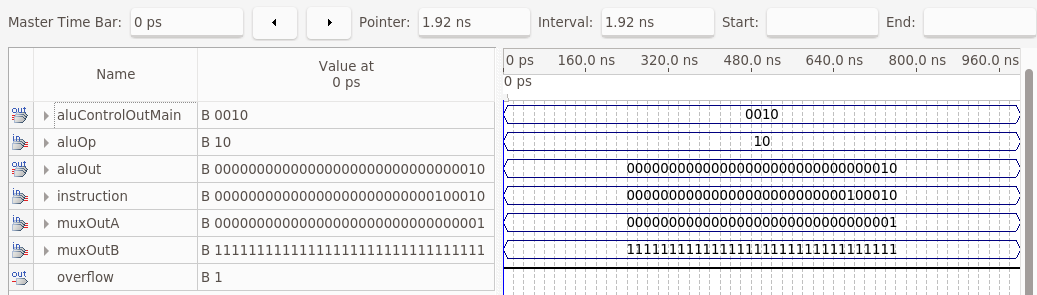 Master Time Bar: 0 ps Pointer: 1.92 ns Interval: 1.92 ns Start: End:
Name Value at 0 ps 0 ps 160.0 ns 320.0 ns 480.0 ns 640.0 ns 800.0 ns 960.0 ns
0 ps
out aluControlOutMain B 0010 0010
in aluOp B 10 10
out aluOut B 00000000000000000000000000000010 00000000000000000000000000000010
in instruction B 00000000000000000000000000100010 00000000000000000000000000100010
in muxOutA B 00000000000000000000000000000001 00000000000000000000000000000001
in muxOutB B 11111111111111111111111111111111 11111111111111111111111111111111
out overflow B 1